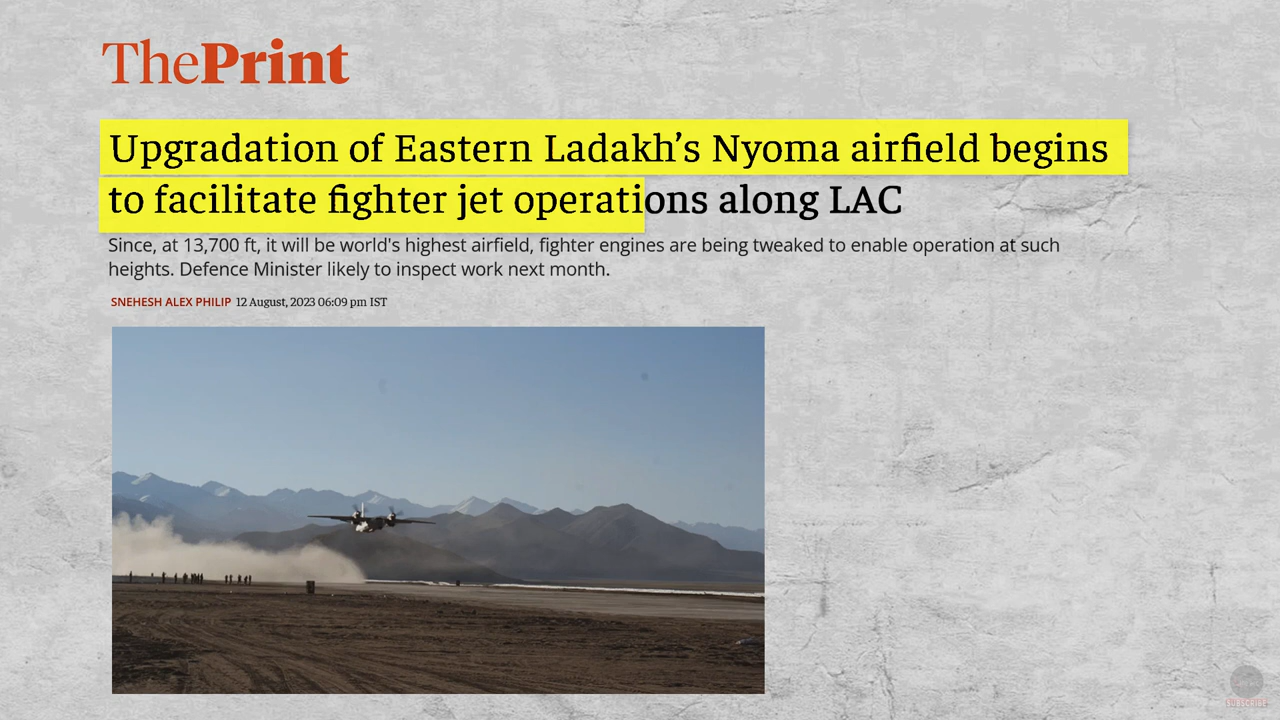 ThePrint
Upgradation of Eastern Ladakh’s Nyoma airfield begins
to facilitate fighter jet operations along LAC
Since, at 13,700 ft, it will be world's highest airfield, fighter engines are being tweaked to enable operation at such
heights. Defence Minister likely to inspect work next month.
SNEHESH ALEX PHILIP 12 August, 2023 06:09 pm IST